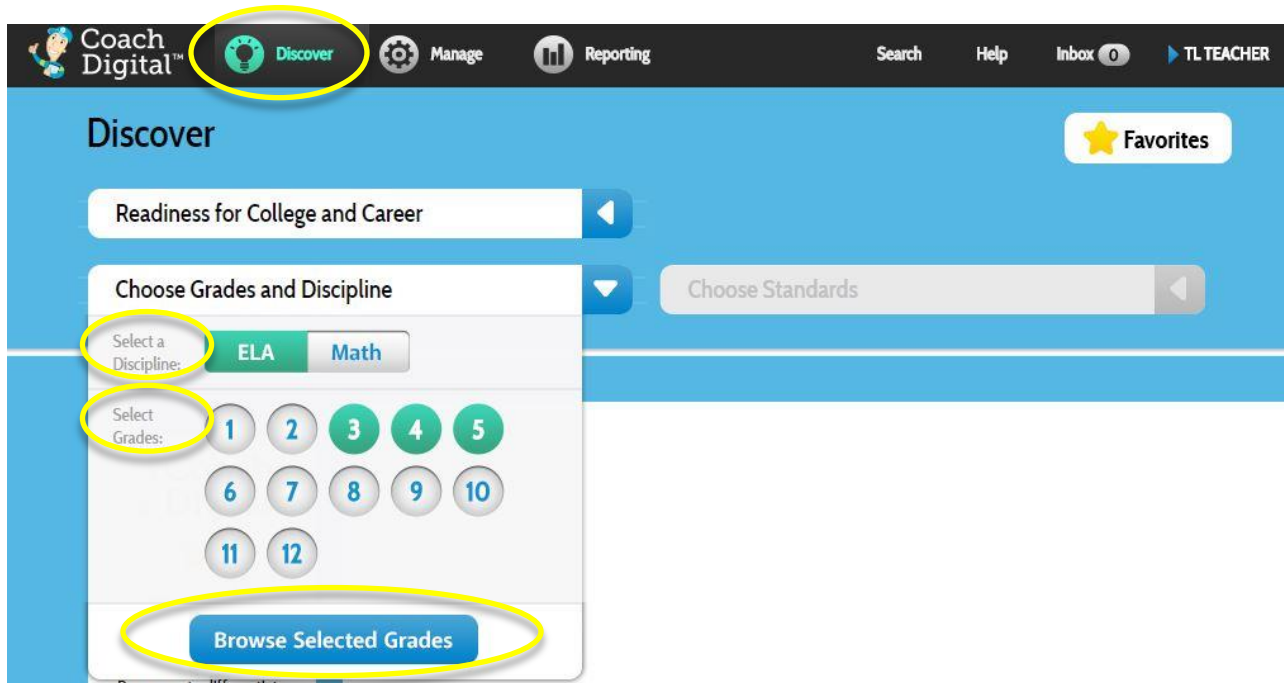 Coach
Digital™
Discover
Manage
Reporting
Search
Help
Inbox 0
TL TEACHER
Discover
Favorites
Readiness for College and Career
Choose Grades and Discipline
Choose Standards
Select a
Discipline:
ELA
Math
Select
Grades:
1 2 3 4 5
6 7 8 9 10
11 12
Browse Selected Grades